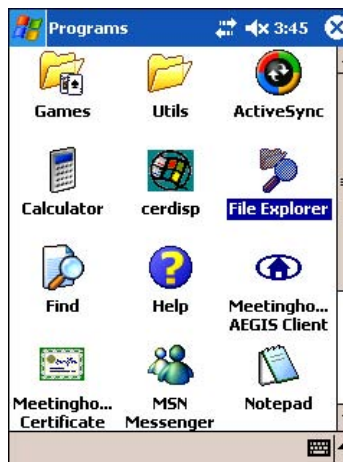 Programs 3:45
Games Utils ActiveSync
Calculator cerdisp File Explorer
Find Help Meetingho...
AEGIS Client
Meetingho... MSN Notepad
Certificate Messenger